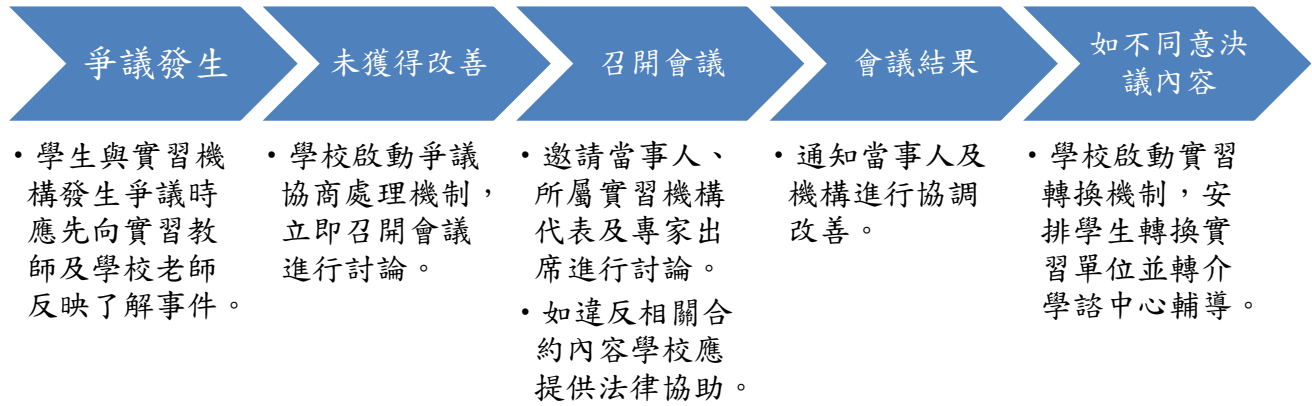 爭議發生
未獲得改善
召開會議
會議結果
如不同意決
議內容
•學生與實習機
構發生爭議時
應先向實習教
師及學校老師
反映了解事件。
•學校啟動爭議
協商處理機制，
立即召開會議
進行討論。
•邀請當事人、
所屬實習機構
代表及專家出
席進行討論。
•如違反相關合
約內容學校應
提供法律協助。
•通知當事人及
機構進行協調
改善。
•學校啟動實習
轉換機制，安
排學生轉換實
習單位並轉介
學諮中心輔導。